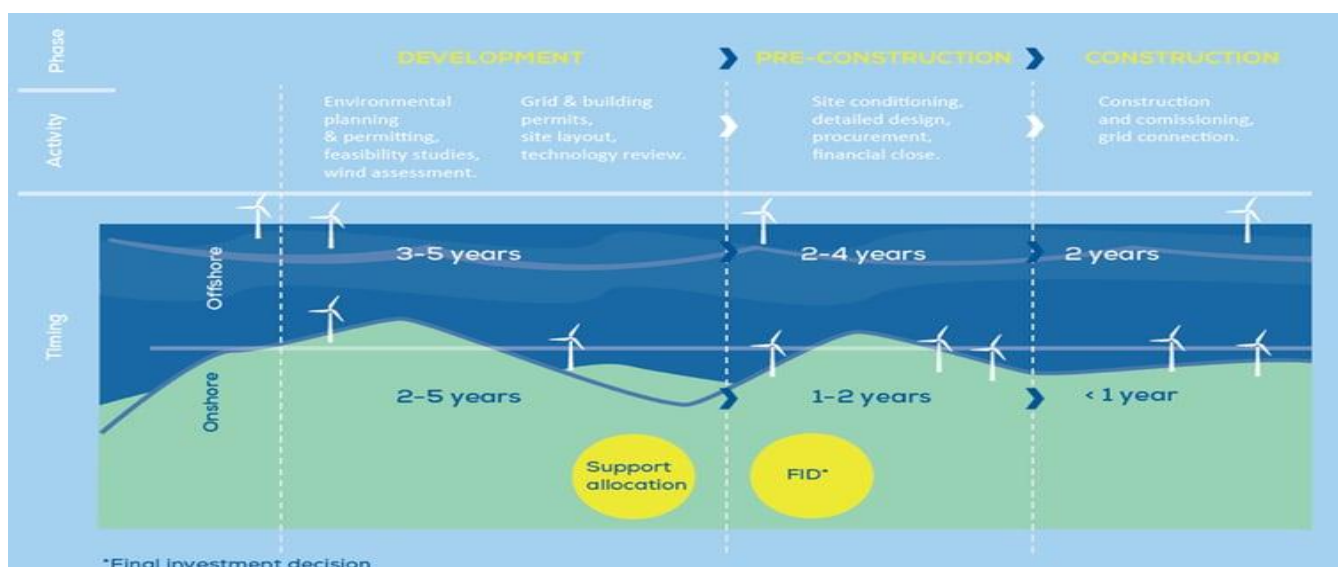 Phase
DEVELOPMENT
PRE-CONSTRUCTION
CONSTRUCTION
Activity
Environmental
planning
& permitting,
feasibility studies,
wind assessment.
Grid & building
permits,
site layout,
technology review.
Site conditioning,
detailed design,
procurement,
financial close.
Construction
and comissioning,
grid connection.
Timing
Offshore
3-5 years
2-4 years
2 years
Onshore
2-5 years
1-2 years
< 1 year
Support
allocation
FID*
*Final investment decision